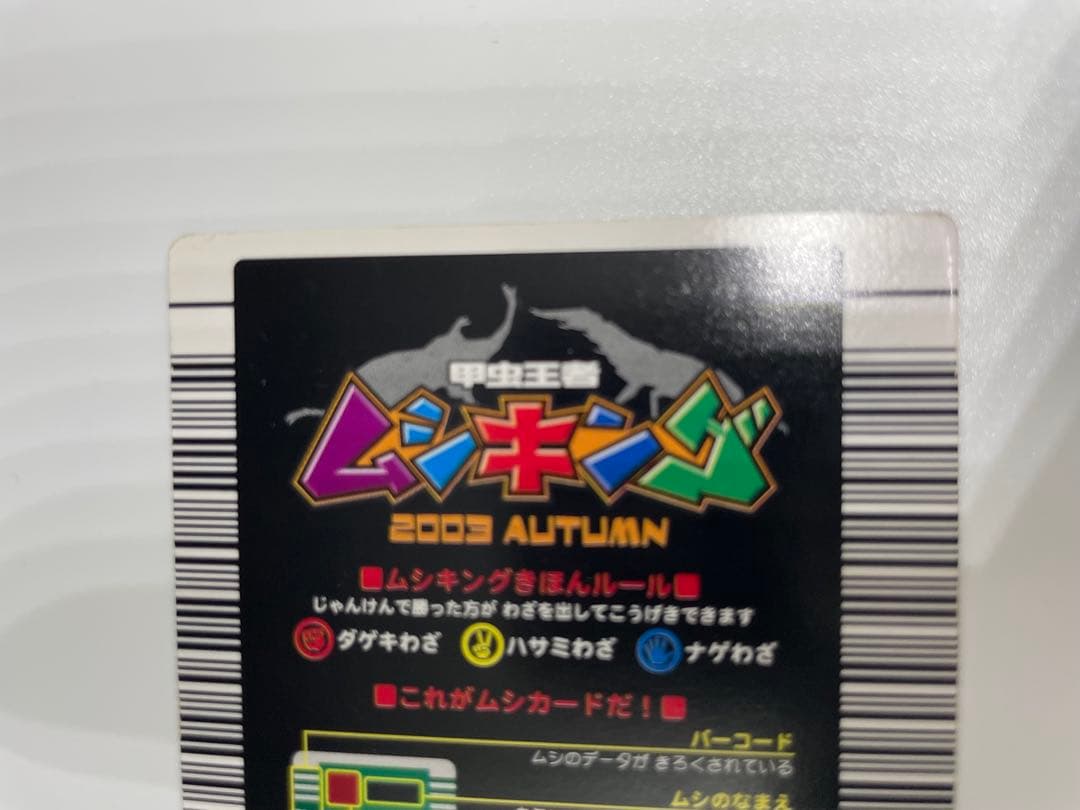 甲虫王者
ムシキング
2003 AUTUMN
■ムシキングきほんルール■
じゃんけんで勝った方が わざを出してこうげきできます
ダゲキわざ ハサミわざ ナゲわざ
■これがムシカードだ！■
バーコード
ムシのデータが きろくされている
ムシのなまえ